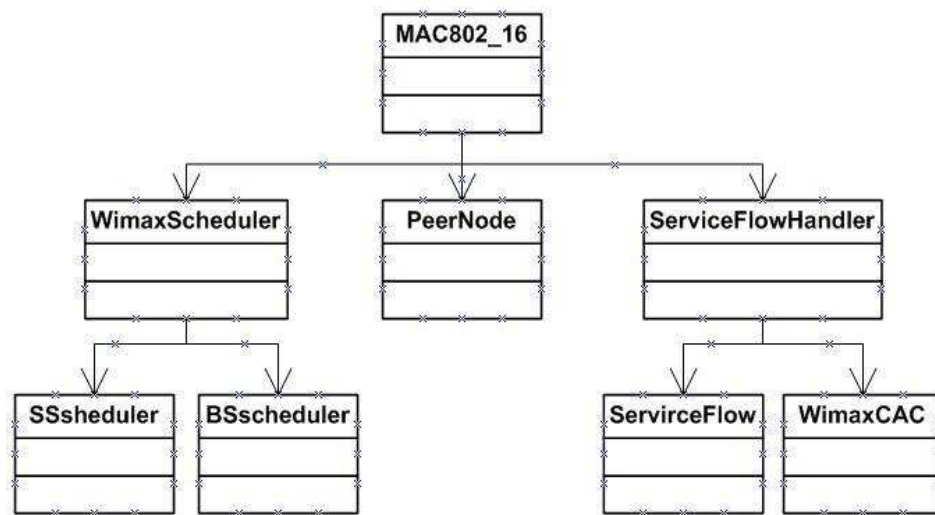 MAC802_16
WimaxScheduler
PeerNode
ServiceFlowHandler
SSsheduler
BSscheduler
ServirceFlow
WimaxCAC